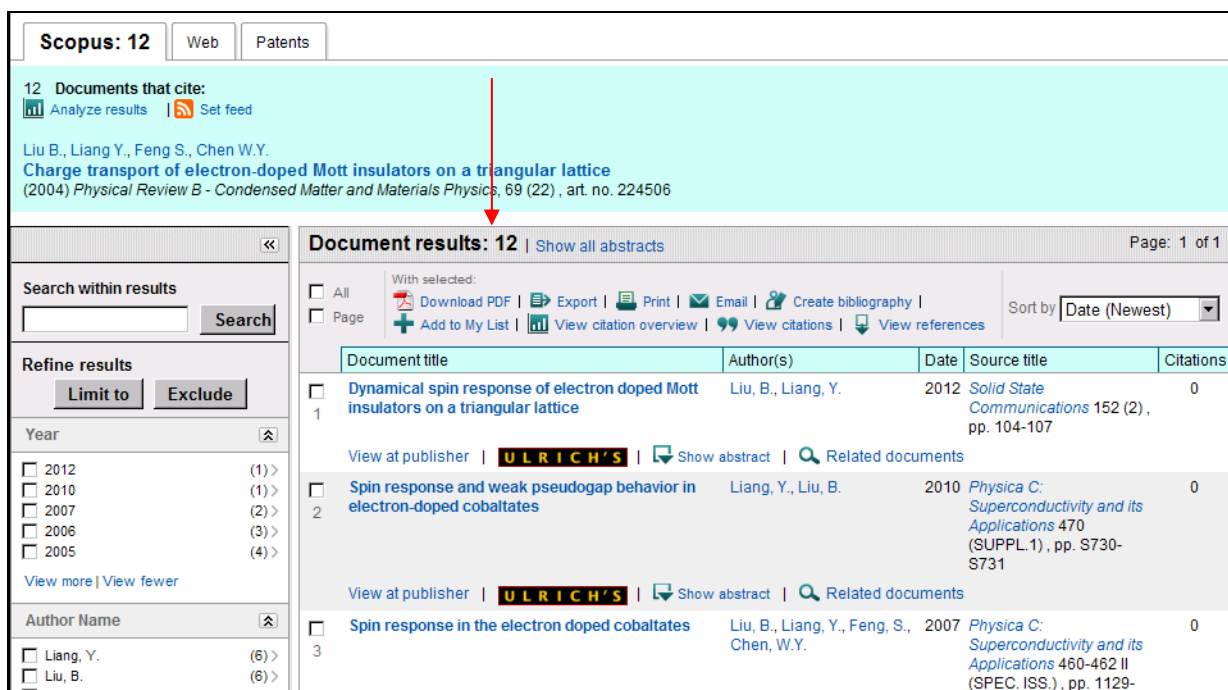 Scopus: 12 Web Patents
12 Documents that cite:
Analyze results | Set feed
Liu B., Liang Y., Feng S., Chen W.Y.
Charge transport of electron-doped Mott insulators on a triangular lattice
(2004) Physical Review B - Condensed Matter and Materials Physics, 69 (22) , art. no. 224506
«
Search within results
Search
Refine results
Limit to Exclude
Year
2012 (1) >
2010 (1) >
2007 (2) >
2006 (3) >
2005 (4) >
View more | View fewer
Author Name
Liang, Y. (6) >
Liu, B. (6) >
Document results: 12 | Show all abstracts Page: 1 of 1
All
Page
With selected:
Download PDF | Export | Print | Email | Create bibliography |
Add to My List | View citation overview | View citations | View references
Sort by Date (Newest)
Document title Author(s) Date Source title Citations
1
Dynamical spin response of electron doped Mott
insulators on a triangular lattice
Liu, B., Liang, Y.
2012
Solid State
Communications 152 (2) ,
pp. 104-107
0
View at publisher | ULRICH'S | Show abstract | Related documents
2
Spin response and weak pseudogap behavior in
electron-doped cobaltates
Liang, Y., Liu, B.
2010
Physica C:
Superconductivity and its
Applications 470
(SUPPL.1) , pp. S730-
S731
0
View at publisher | ULRICH'S | Show abstract | Related documents
3
Spin response in the electron doped cobaltates
Liu, B., Liang, Y., Feng, S.,
Chen, W.Y.
2007
Physica C:
Superconductivity and its
Applications 460-462 II
(SPEC. ISS.) , pp. 1129-
0